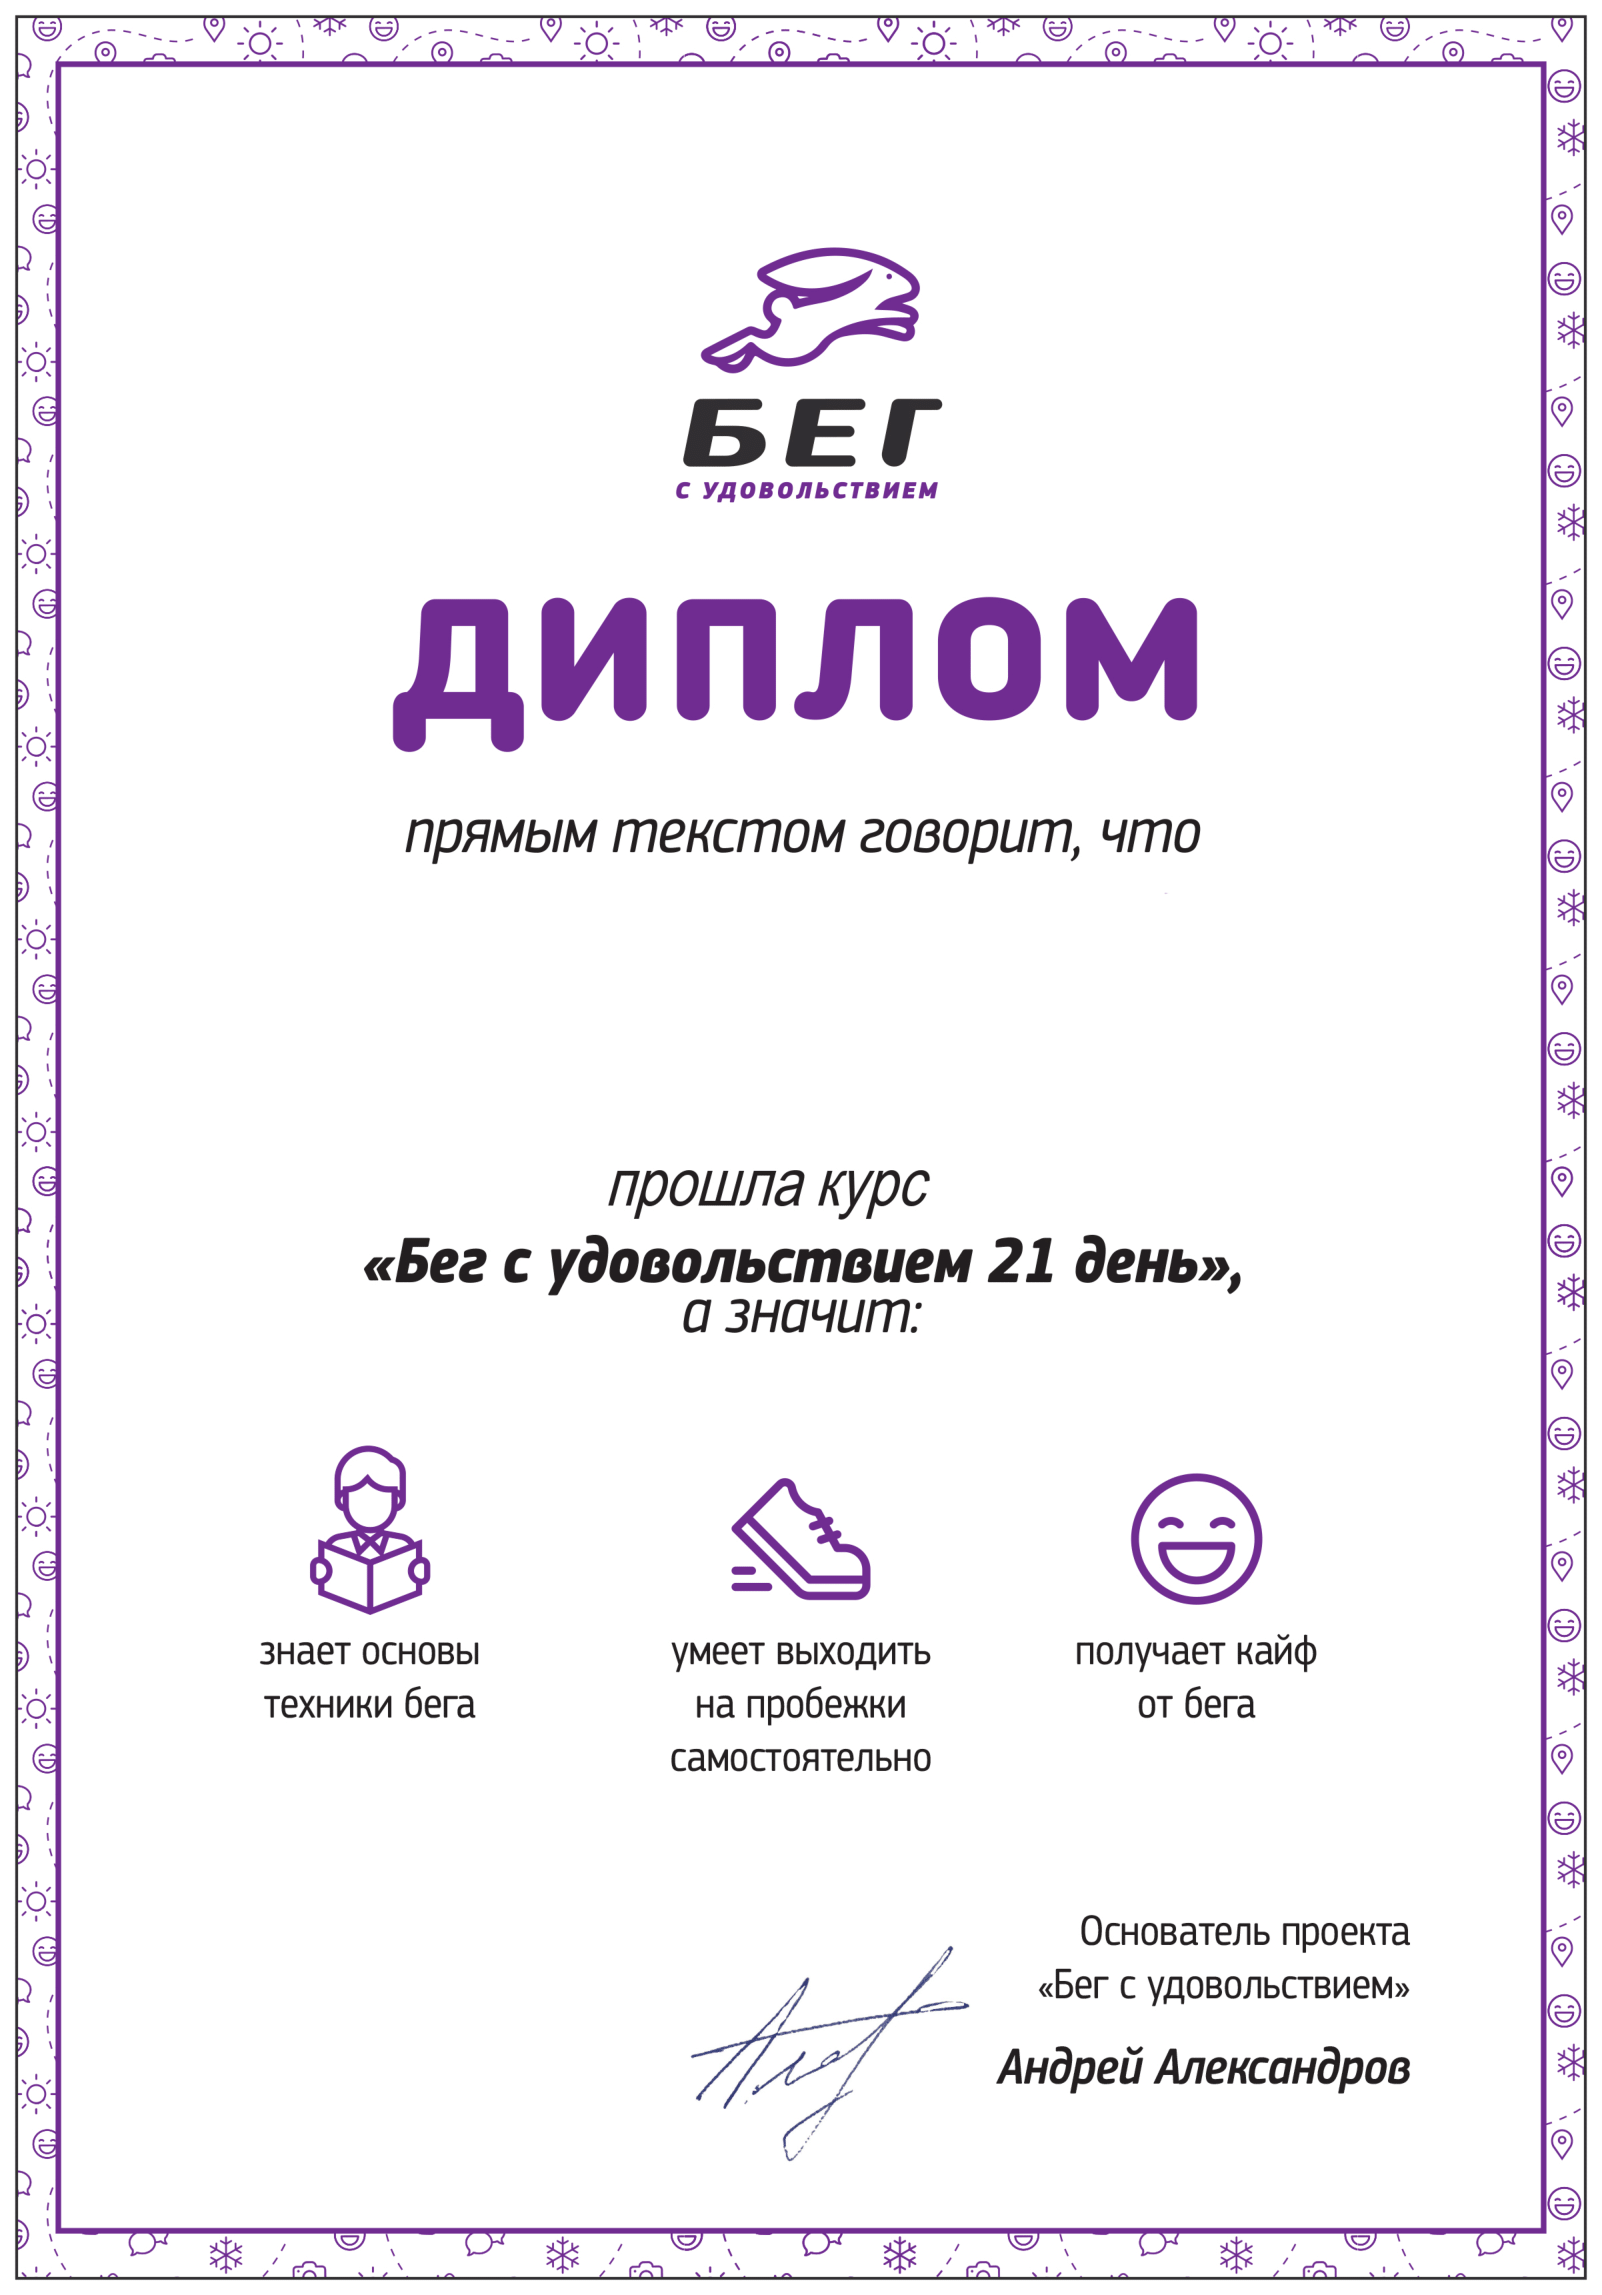 БЕГ
С УДОВОЛЬСТВИЕМ
ДИПЛОМ
прямым текстом говорит, что
прошла курс
«Бег с удовольствием 21 день»,
а значит:
знает основы
техники бега
умеет выходить
на пробежки
самостоятельно
получает кайф
от бега
Основатель проекта
«Бег с удовольствием»
Андрей Александров